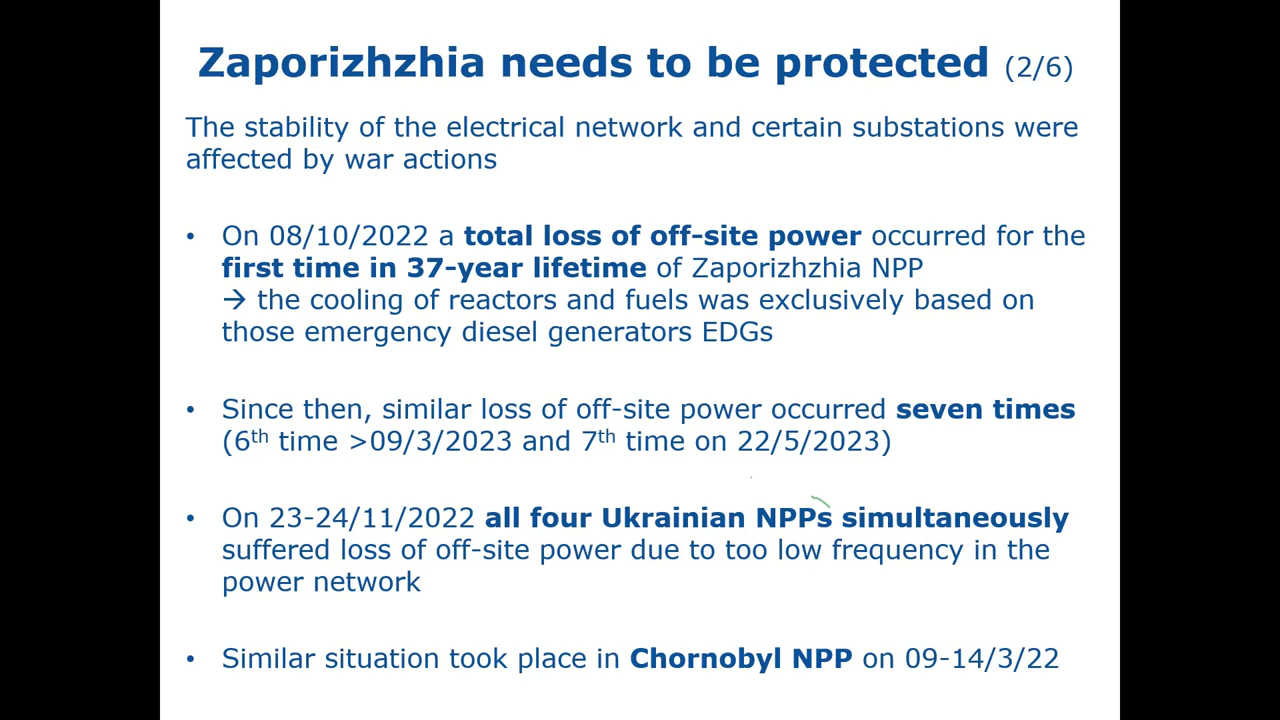 Zaporizhzhia needs to be protected (2/6)
The stability of the electrical network and certain substations were
affected by war actions
• On 08/10/2022 a total loss of off-site power occurred for the
first time in 37-year lifetime of Zaporizhzhia NPP
→ the cooling of reactors and fuels was exclusively based on
those emergency diesel generators EDGs
• Since then, similar loss of off-site power occurred seven times
(6th time >09/3/2023 and 7th time on 22/5/2023)
• On 23-24/11/2022 all four Ukrainian NPPs simultaneously
suffered loss of off-site power due to too low frequency in the
power network
• Similar situation took place in Chornobyl NPP on 09-14/3/22